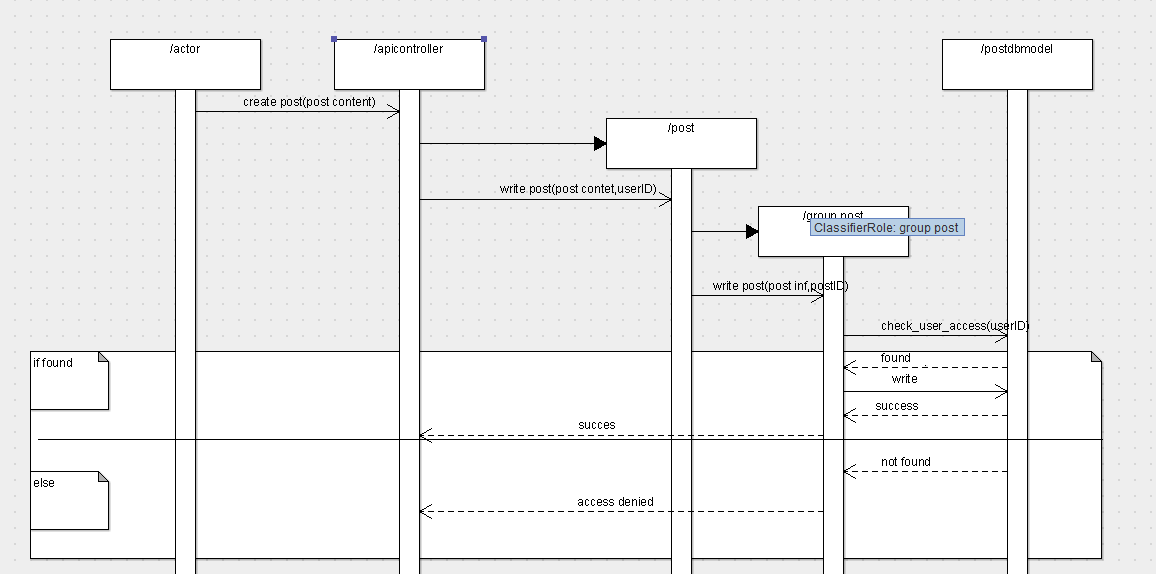 /actor
/apicontroller
/postdbmodel
create post(post content)
/post
write post(post contet,userID)
/group post
ClassifierRole: group post
write post(post inf,postID)
check_user_access(userID)
if found
found
write
success
succes
not found
else
access denied